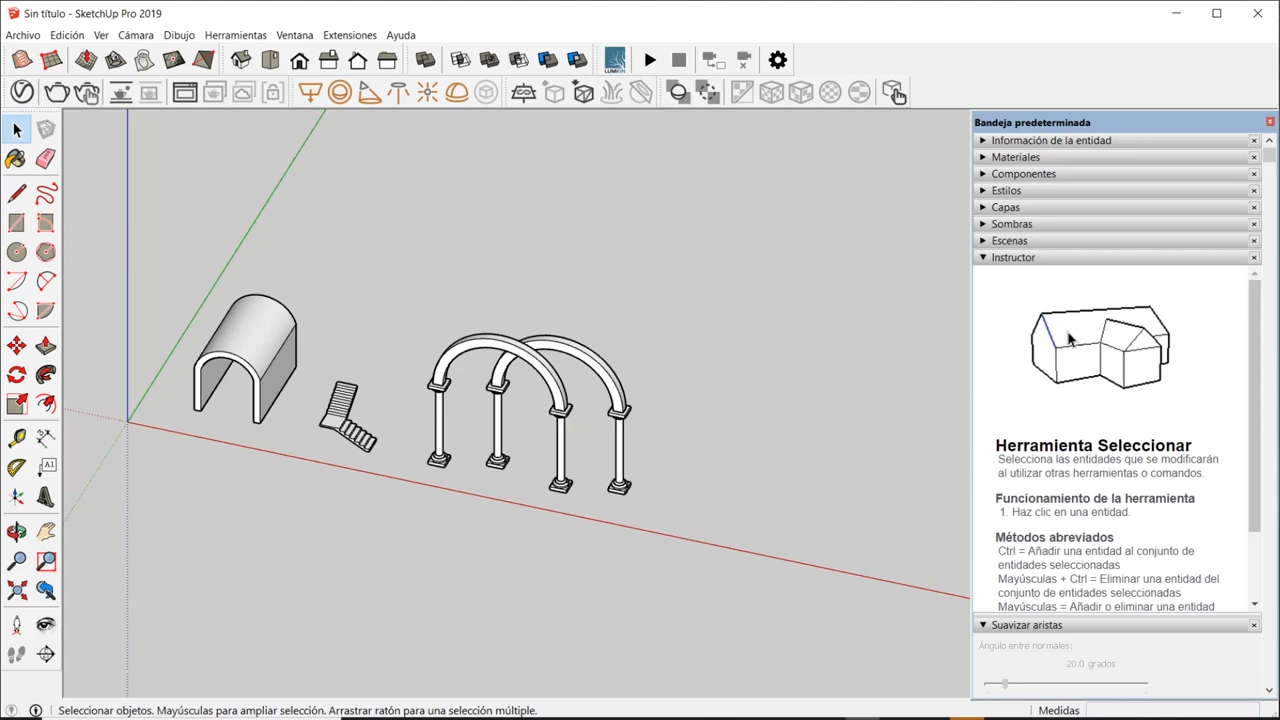 Sin título - SketchUp Pro 2019
Archivo Edición Ver Cámara Dibujo Herramientas Ventana Extensiones Ayuda
LUMION
Bandeja predeterminada
Información de la entidad
Materiales
Componentes
Estilos
Capas
Sombras
Escenas
Instructor
Herramienta Seleccionar
Selecciona las entidades que se modificarán
al utilizar otras herramientas o comandos.
Funcionamiento de la herramienta
1. Haz clic en una entidad.
Métodos abreviados
Ctrl = Añadir una entidad al conjunto de
entidades seleccionadas
Mayúsculas + Ctrl = Eliminar una entidad del
conjunto de entidades seleccionadas
Mayúsculas = Añadir o eliminar una entidad
Suavizar aristas
Ángulo entre normales:
20.0 grados
A1
Seleccionar objetos. Mayúsculas para ampliar selección. Arrastrar ratón para una selección múltiple.
Medidas